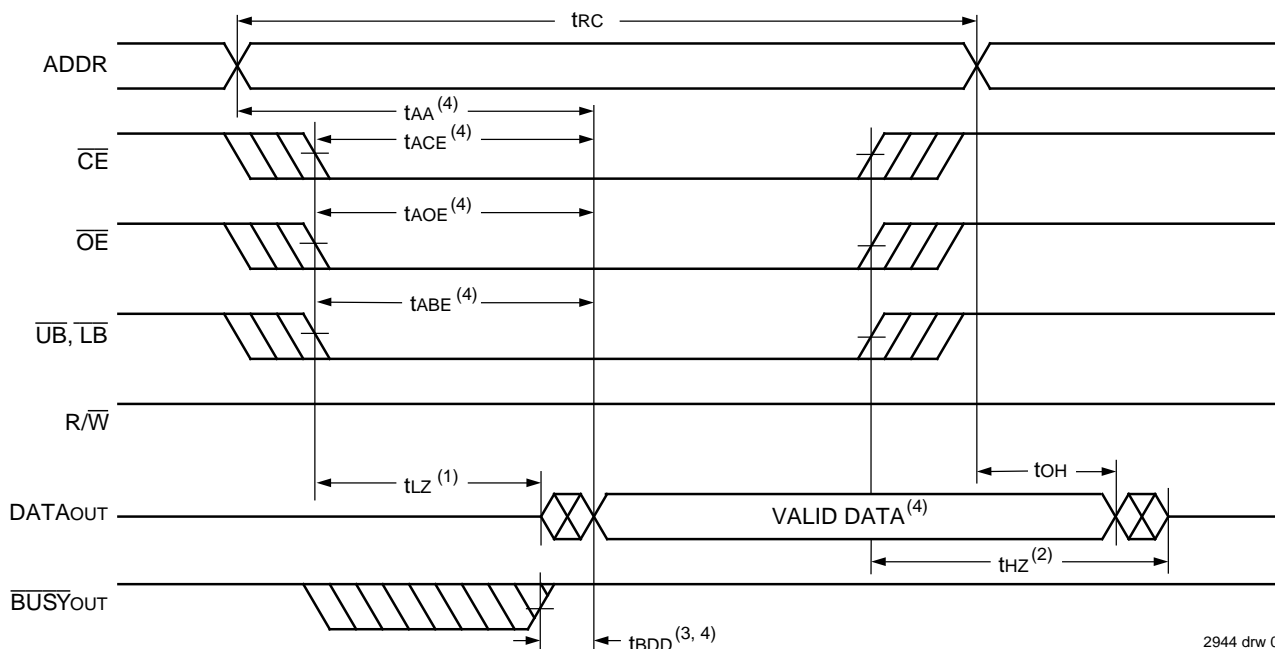 tRC
ADDR
tAA (4)
tACE (4)
CE
tAOE (4)
OE
tABE (4)
UB, LB
R/W
tOH
tLZ (1)
DATAOUT
VALID DATA (4)
tHZ (2)
BUSYOUT
tBDD (3, 4)
2944 drw 0